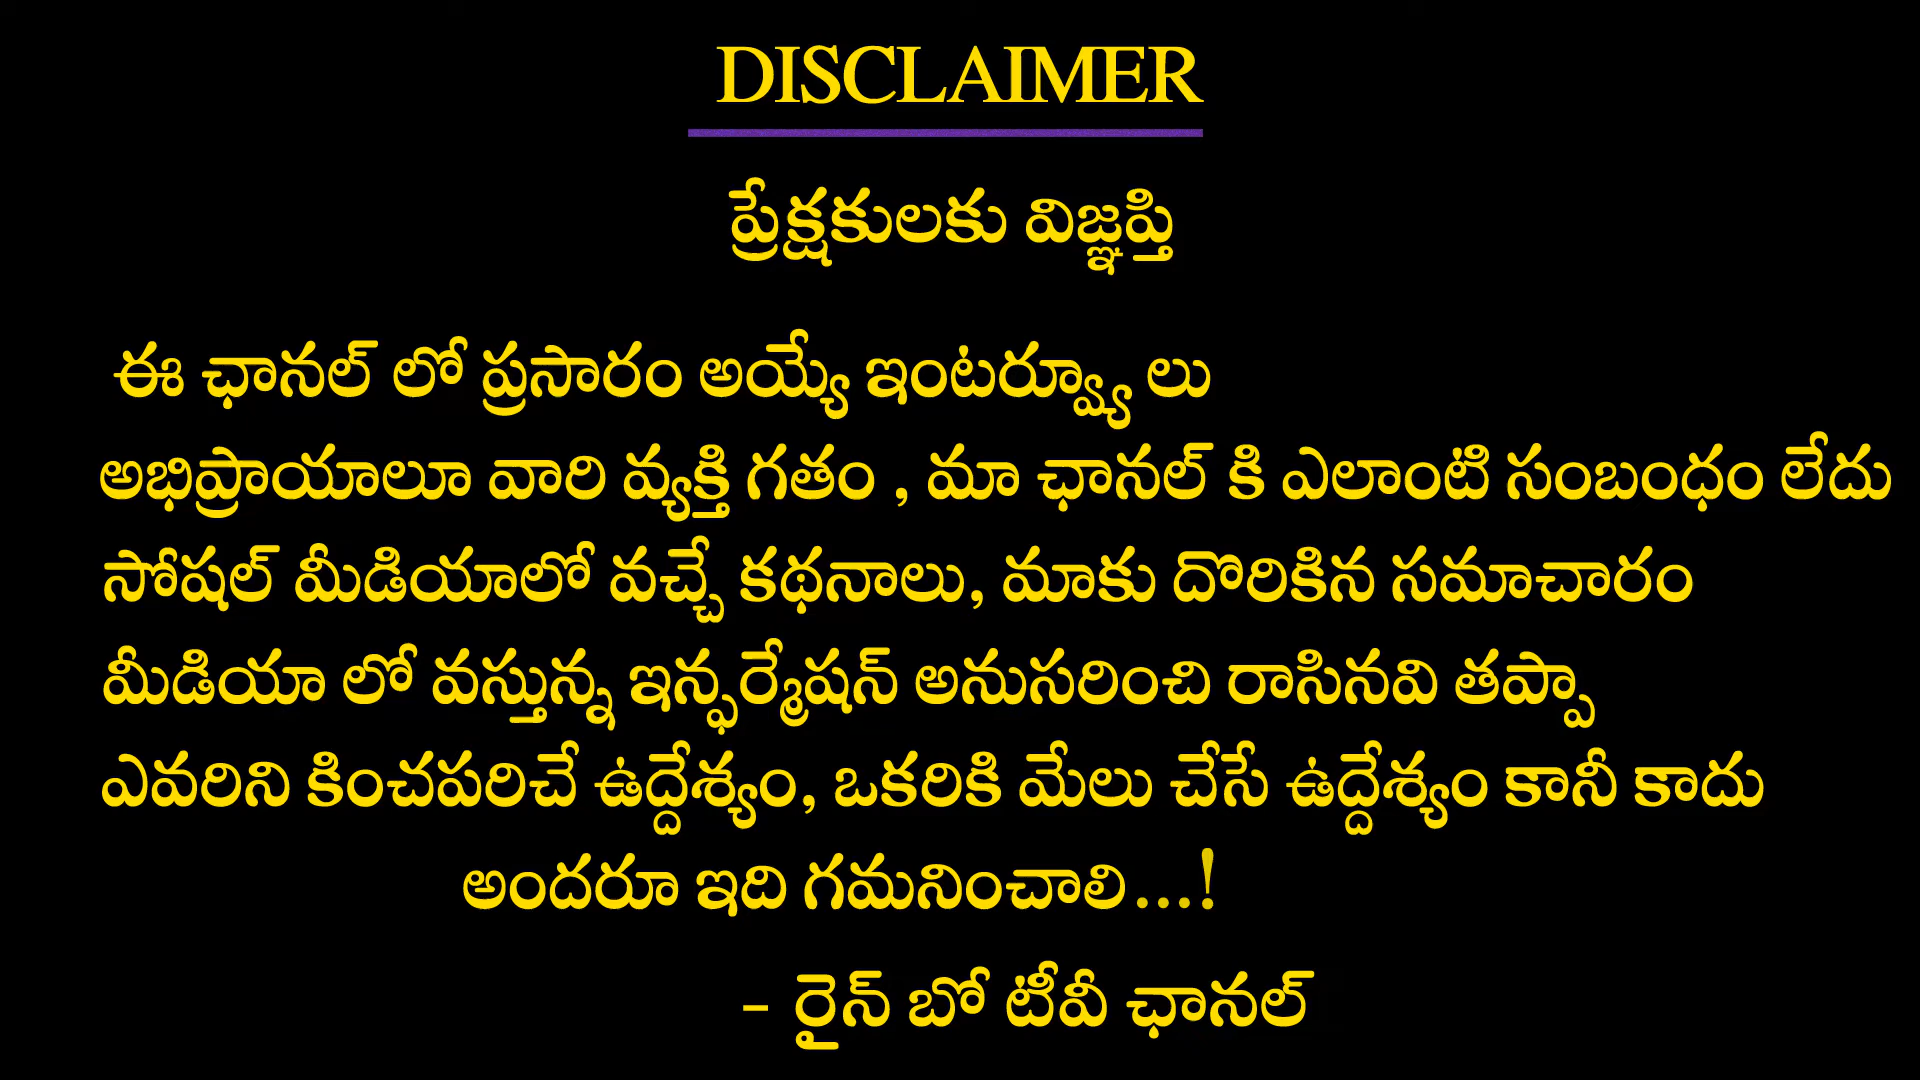 DISCLAIMER
ప్రేక్షకులకు విజ్ఞప్తి
ఈ ఛానల్ లో ప్రసారం అయ్యే ఇంటర్వ్యూ లు
అభిప్రాయాలూ వారి వ్యక్తి గతం , మా ఛానల్ కి ఎలాంటి సంబంధం లేదు
సోషల్ మీడియాలో వచ్చే కథనాలు, మాకు దొరికిన సమాచారం
మీడియా లో వస్తున్న ఇన్ఫర్మేషన్ అనుసరించి రాసినవి తప్పా
ఎవరిని కించపరిచే ఉద్దేశ్యం, ఒకరికి మేలు చేసే ఉద్దేశ్యం కానీ కాదు
అందరూ ఇది గమనించాలి...!
- రైన్ బో టీవీ ఛానల్